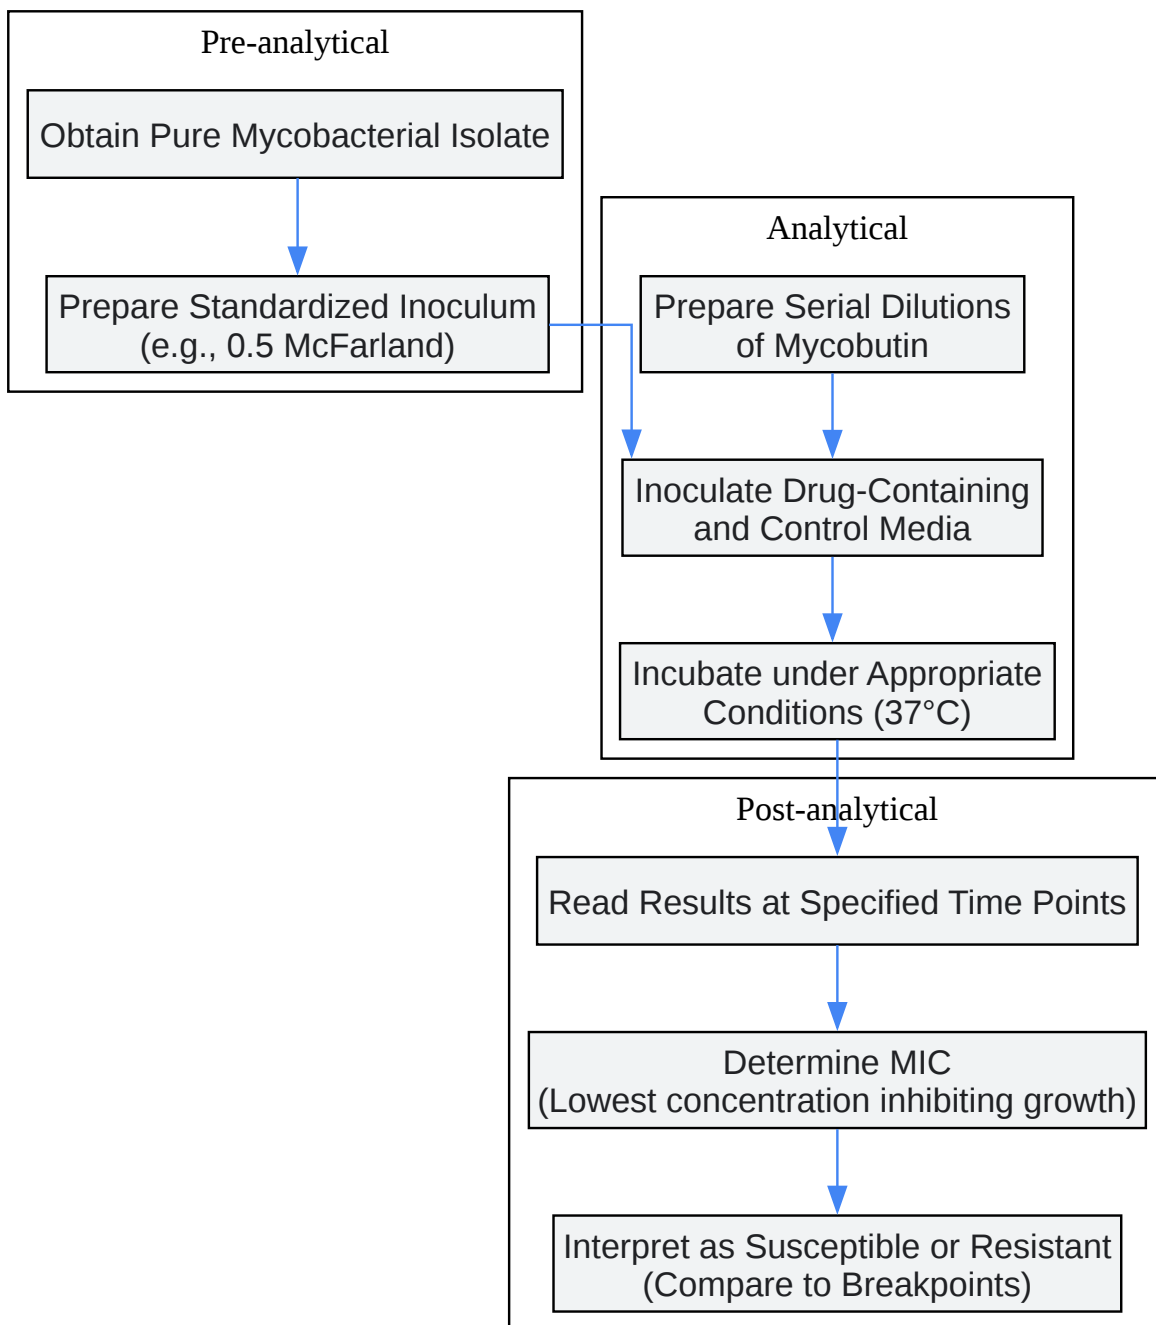 Pre-analytical
Obtain Pure Mycobacterial Isolate
Prepare Standardized Inoculum
(e.g., 0.5 McFarland)
Analytical
Prepare Serial Dilutions
of Mycobutin
Inoculate Drug-Containing
and Control Media
Incubate under Appropriate
Conditions (37°C)
Post-analytical
Read Results at Specified Time Points
Determine MIC
(Lowest concentration inhibiting growth)
Interpret as Susceptible or Resistant
(Compare to Breakpoints)